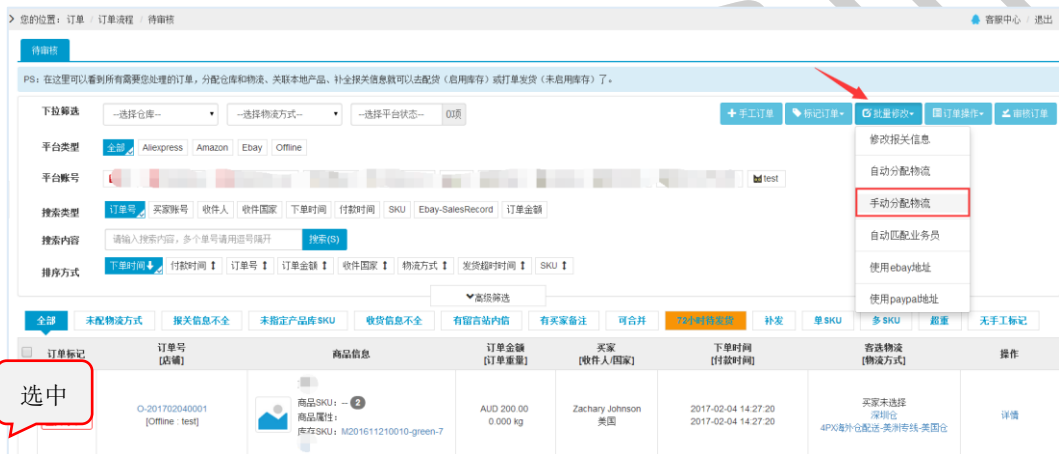 您的位置： 订单 / 订单流程 / 待审核 客服中心 / 退出
待审核
PS：在这里可以看到所有需要您处理的订单，分配仓库和物流、关联本地产品、补全报关信息就可以去配货（启用库存）或打单发货（未启用库存）了。
下拉筛选 --选择仓库-- --选择物流方式-- --选择平台状态-- 0项 手工订单 标记订单 批量修改 订单操作 审核订单
修改报关信息
自动分配物流
手动分配物流
自动匹配业务员
使用ebay地址
使用paypal地址
平台类型 全部 Aliexpress Amazon Ebay Offline
平台账号 test
搜索类型 订单号 买家账号 收件人 收件国家 下单时间 付款时间 SKU Ebay-SalesRecord 订单金额
搜索内容 请输入搜索内容，多个单号请用逗号隔开 搜索(S)
排序方式 下单时间 付款时间 订单号 订单金额 收件国家 物流方式 发货超时时间 SKU
高级筛选
全部 未配物流方式 报关信息不全 未指定产品库SKU 收货信息不全 有留言站内信 有买家备注 可合并 72小时待发货 补发 单SKU 多SKU 超重 无手工标记
订单标记 订单号 [店铺] 商品信息 订单金额 [订单重量] 买家 [收件人/国家] 下单时间 [付款时间] 客选物流 [物流方式] 操作
选中
O-201702040001
[Offline : test]
商品SKU：-- 2
商品属性：
库存SKU：M201611210010-green-7
AUD 200.00
0.000 kg
Zachary Johnson
美国
2017-02-04 14:27:20
2017-02-04 14:27:20
买家未选择
深圳仓
4PX海外仓配送-美洲专线-美国仓
详情